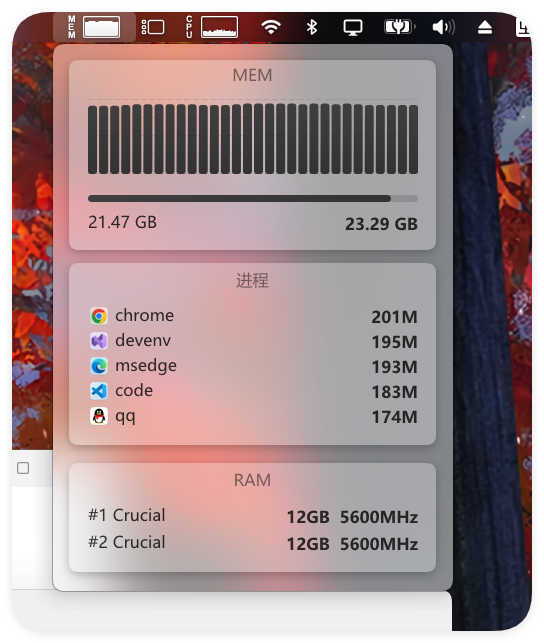 MEM
CPU
MEM
21.47 GB 23.29 GB
进程
chrome 201M
devenv 195M
msedge 193M
code 183M
qq 174M
RAM
#1 Crucial 12GB 5600MHz
#2 Crucial 12GB 5600MHz